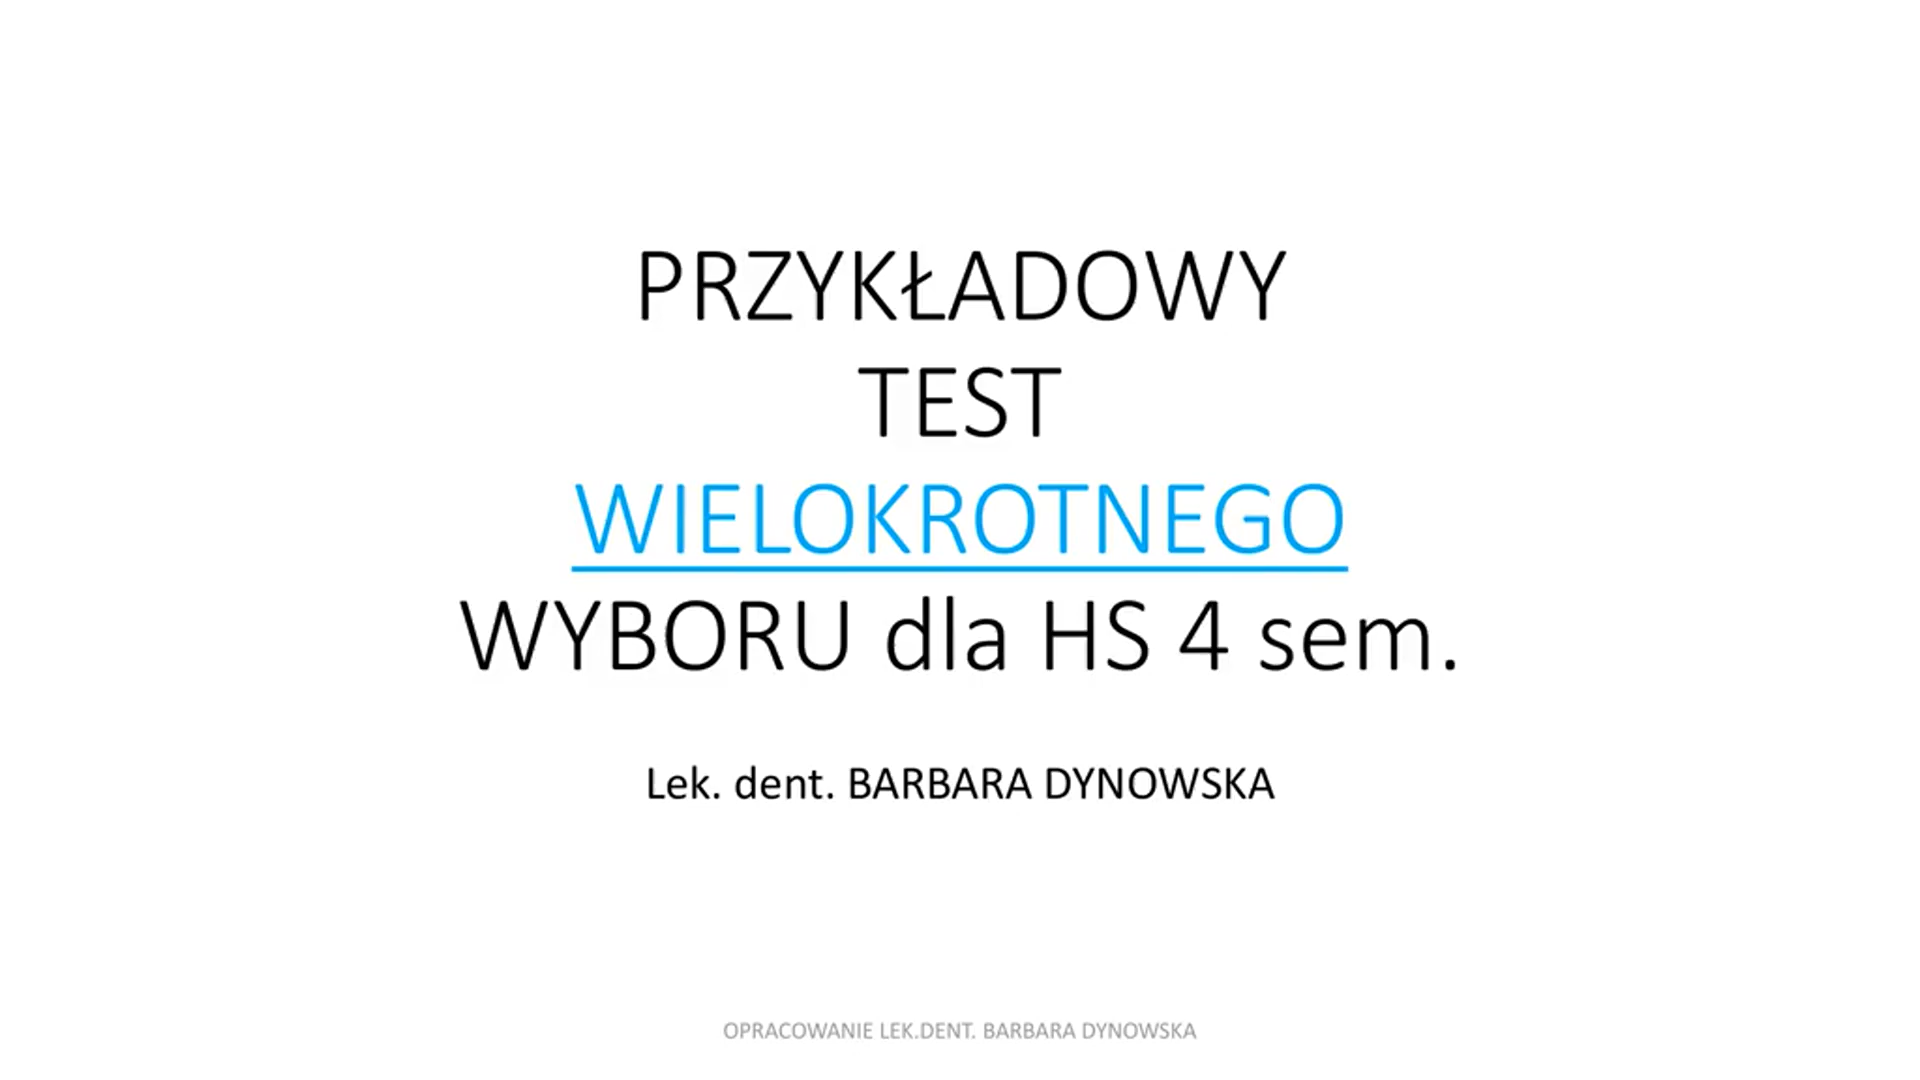 PRZYKŁADOWY
TEST
WIELOKROTNEGO
WYBORU dla HS 4 sem.
Lek. dent. BARBARA DYNOWSKA
OPRACOWANIE LEK.DENT. BARBARA DYNOWSKA